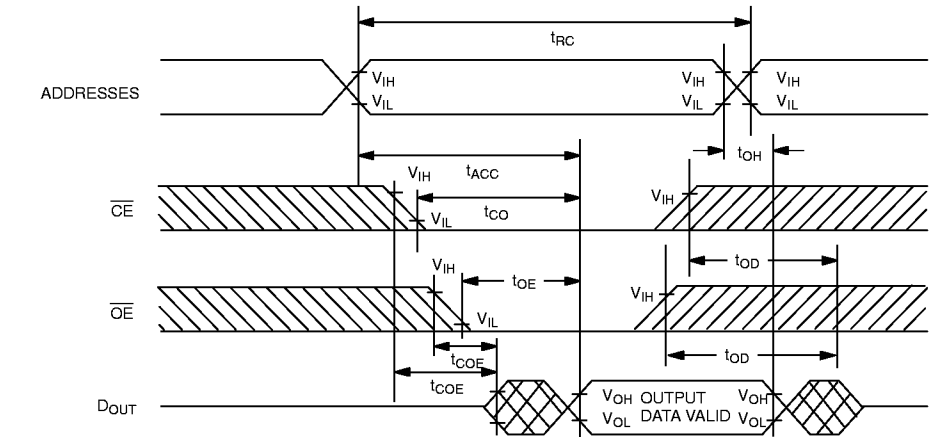 tRC
ADDRESSES
VIH
VIL
VIH
VIL
VIH
VIL
tOH
tACC
CE
VIH
VIL
tCO
VIH
tOD
OE
VIH
VIL
tOE
VIH
tOD
tCOE
tCOE
DOUT
VOH
VOL
OUTPUT
DATA VALID
VOH
VOL